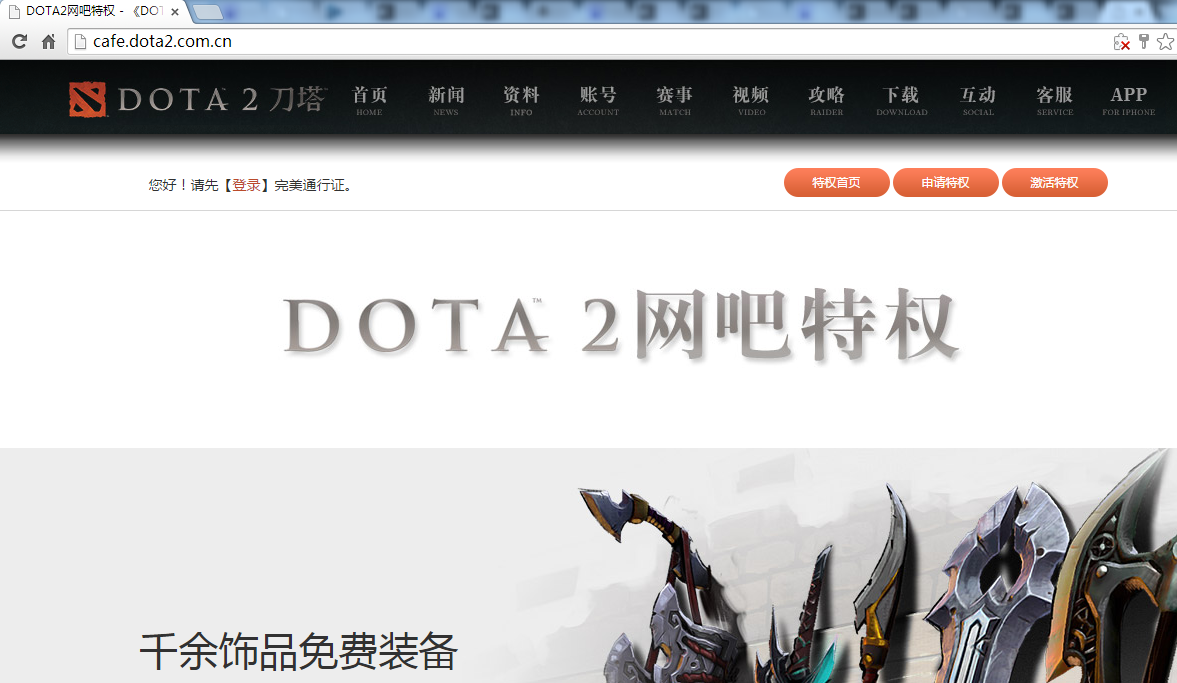 DOTA2网吧特权 - 《DOT
cafe.dota2.com.cn
DOTA 2 刀塔 首页 新闻 资料 账号 赛事 视频 攻略 下载 互动 客服 APP
HOME NEWS INFO ACCOUNT MATCH VIDEO RAIDER DOWNLOAD SOCIAL SERVICE FOR IPHONE
您好！请先【登录】完美通行证。 特权首页 申请特权 激活特权
DOTA™ 2网吧特权
千余饰品免费装备